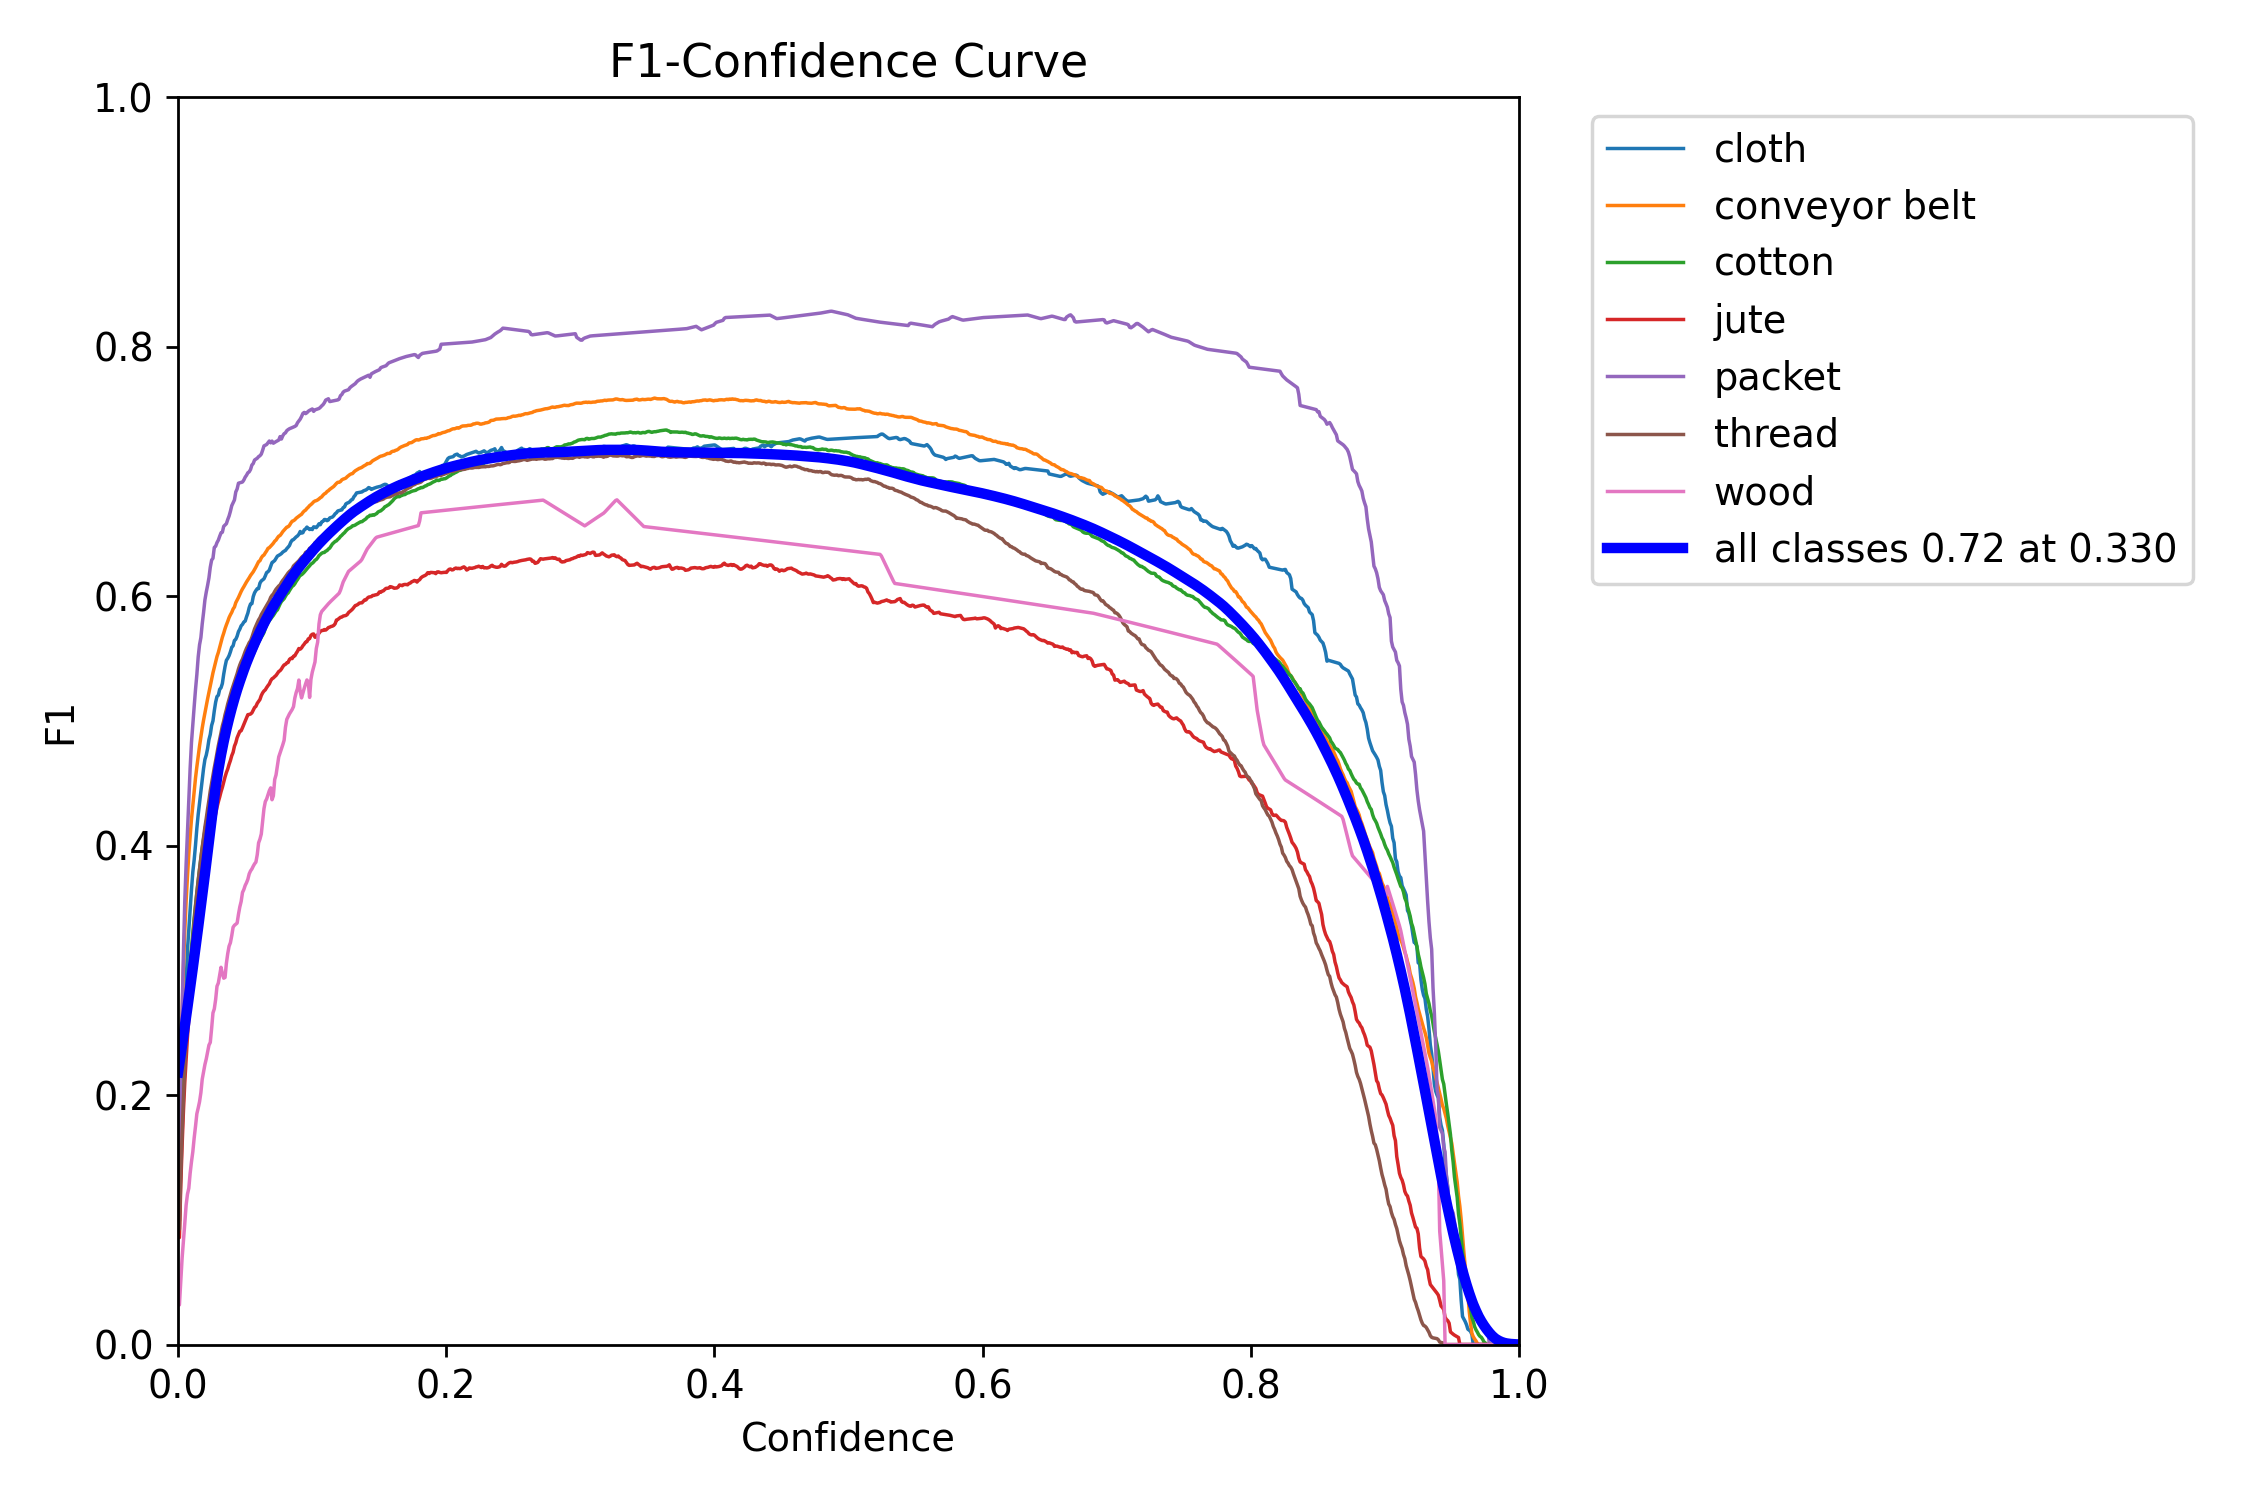 F1-Confidence Curve
1.0
0.8
0.6
0.4
0.2
0.0
F1
0.0 0.2 0.4 0.6 0.8 1.0
Confidence
cloth
conveyor belt
cotton
jute
packet
thread
wood
all classes 0.72 at 0.330